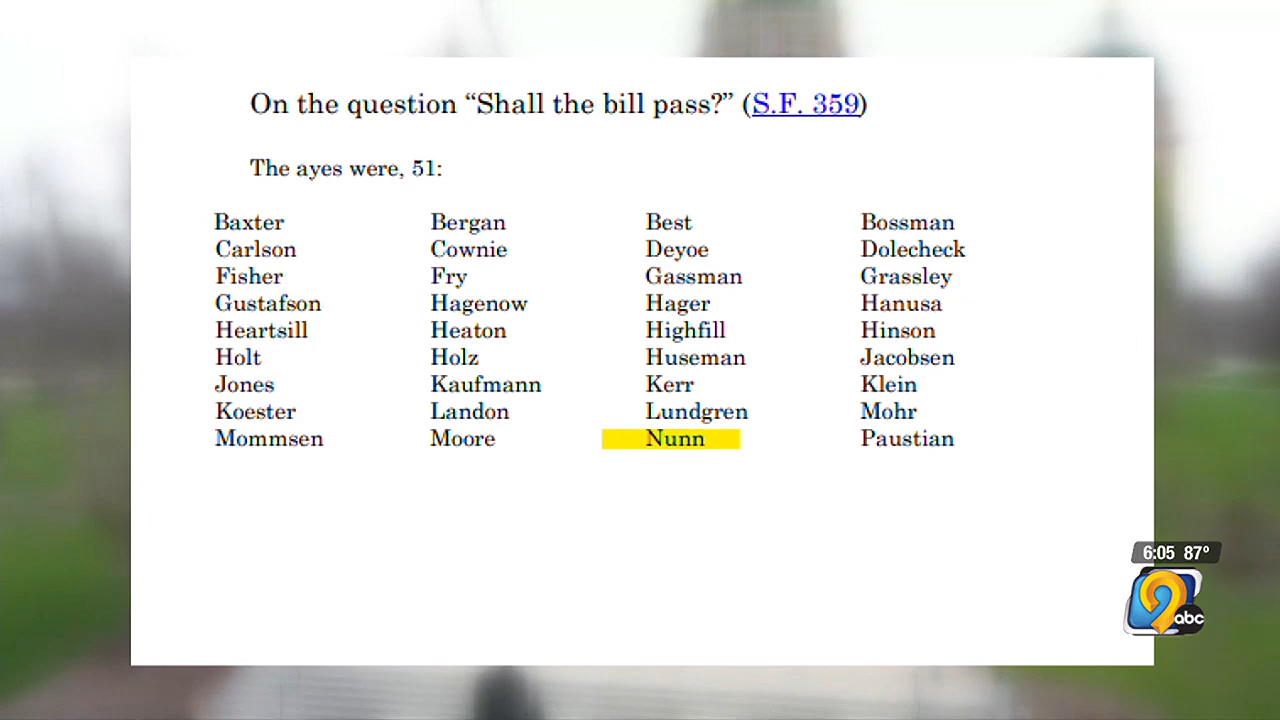 On the question “Shall the bill pass?” (S.F. 359)
The ayes were, 51:
Baxter Bergan Best Bossman
Carlson Cownie Deyoe Dolecheck
Fisher Fry Gassman Grassley
Gustafson Hagenow Hager Hanusa
Heartsill Heaton Highfill Hinson
Holt Holz Huseman Jacobsen
Jones Kaufmann Kerr Klein
Koester Landon Lundgren Mohr
Mommsen Moore Nunn Paustian
6:05 87º
9 abc